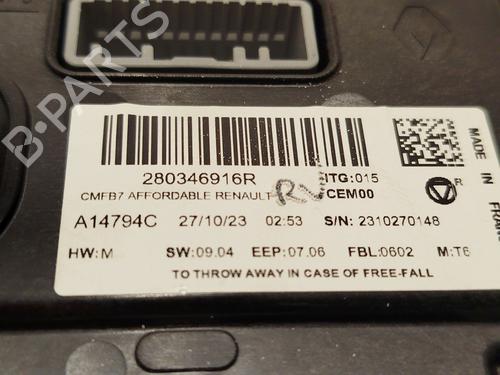 B-PARTS
280346916R
ITG:015
CMFB7 AFFORDABLE RENAULT
RV
CEM00
R
A14794C 27/10/23 02:53 S/N: 2310270148
HW:M SW:09.04 EEP:07.06 FBL:0602 M:T6
TO THROW AWAY IN CASE OF FREE-FALL
MADE IN